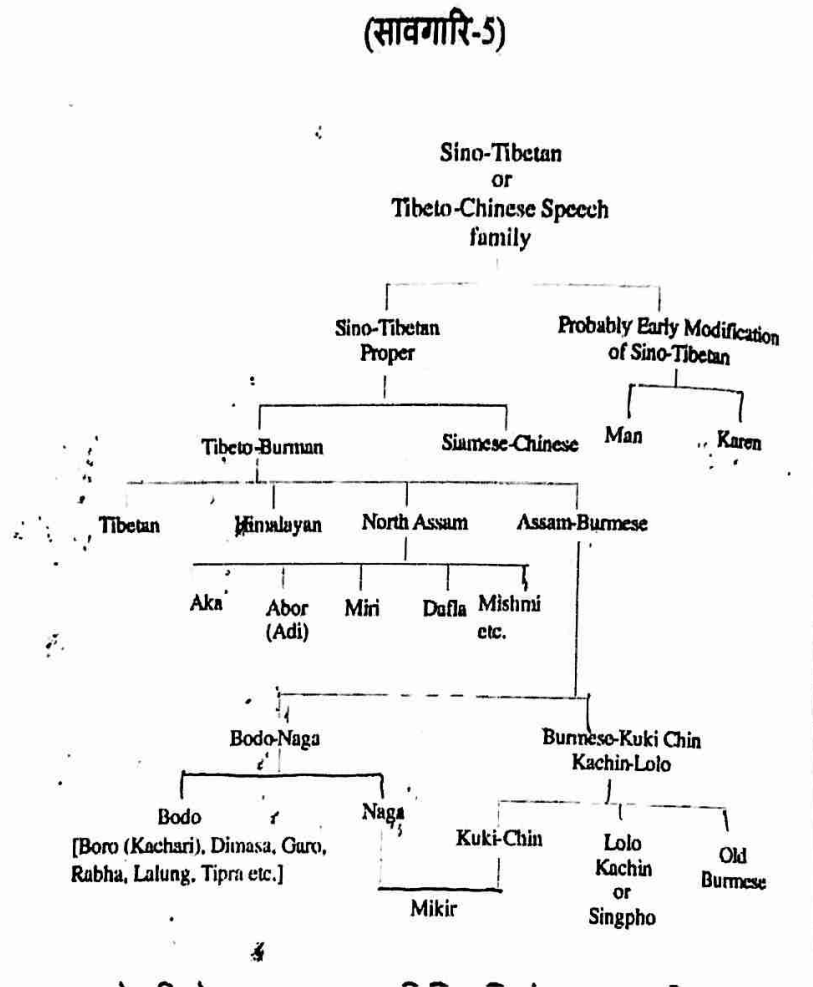 (सावगारि-5)
Sino-Tibetan
or
Tibeto-Chinese Speech
family
Sino-Tibetan
Proper
Probably Early Modification
of Sino-Tibetan
Tibeto-Burman
Siamese-Chinese
Man
Karen
Tibetan
Himalayan
North Assam
Assam-Burmese
Aka
Abor
(Adi)
Miri
Dafla
Mishmi
etc.
Bodo-Naga
Burmese-Kuki Chin
Kachin-Lolo
Bodo
[Boro (Kachari), Dimasa, Garo,
Rabha, Lalung, Tipra etc.]
Naga
Kuki-Chin
Lolo
Kachin
or
Singpho
Old
Burmese
Mikir